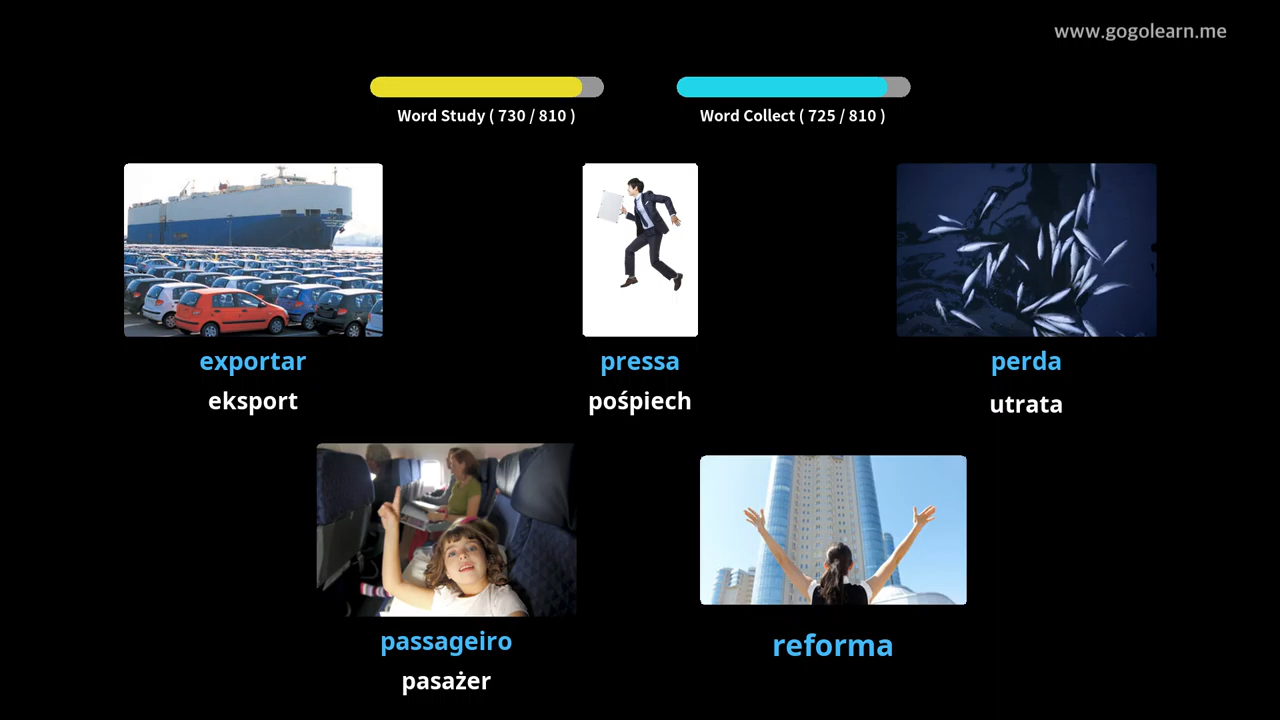 www.gogolearn.me
Word Study ( 730 / 810 )
Word Collect ( 725 / 810 )
exportar
eksport
pressa
pośpiech
perda
utrata
passageiro
pasażer
reforma